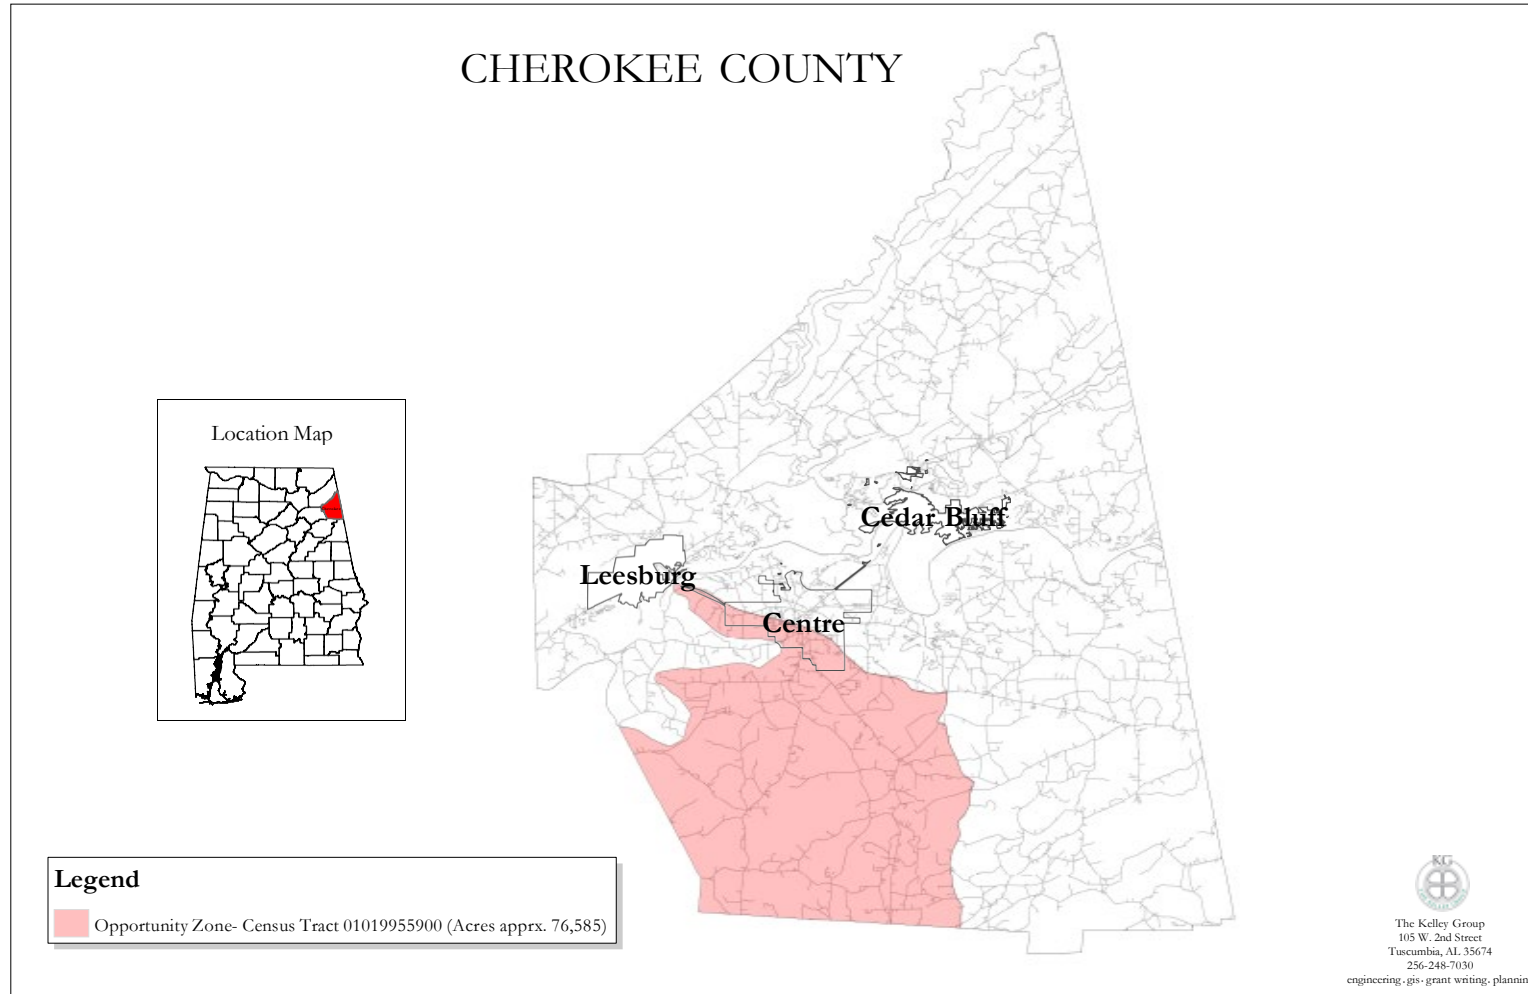 CHEROKEE COUNTY
Location Map
Cedar Bluff
Leesburg
Centre
Legend
Opportunity Zone- Census Tract 01019955900 (Acres apprx. 76,585)
KG
The Kelley Group
105 W. 2nd Street
Tuscumbia, AL 35674
256-248-7030
engineering . gis . grant writing . plannin